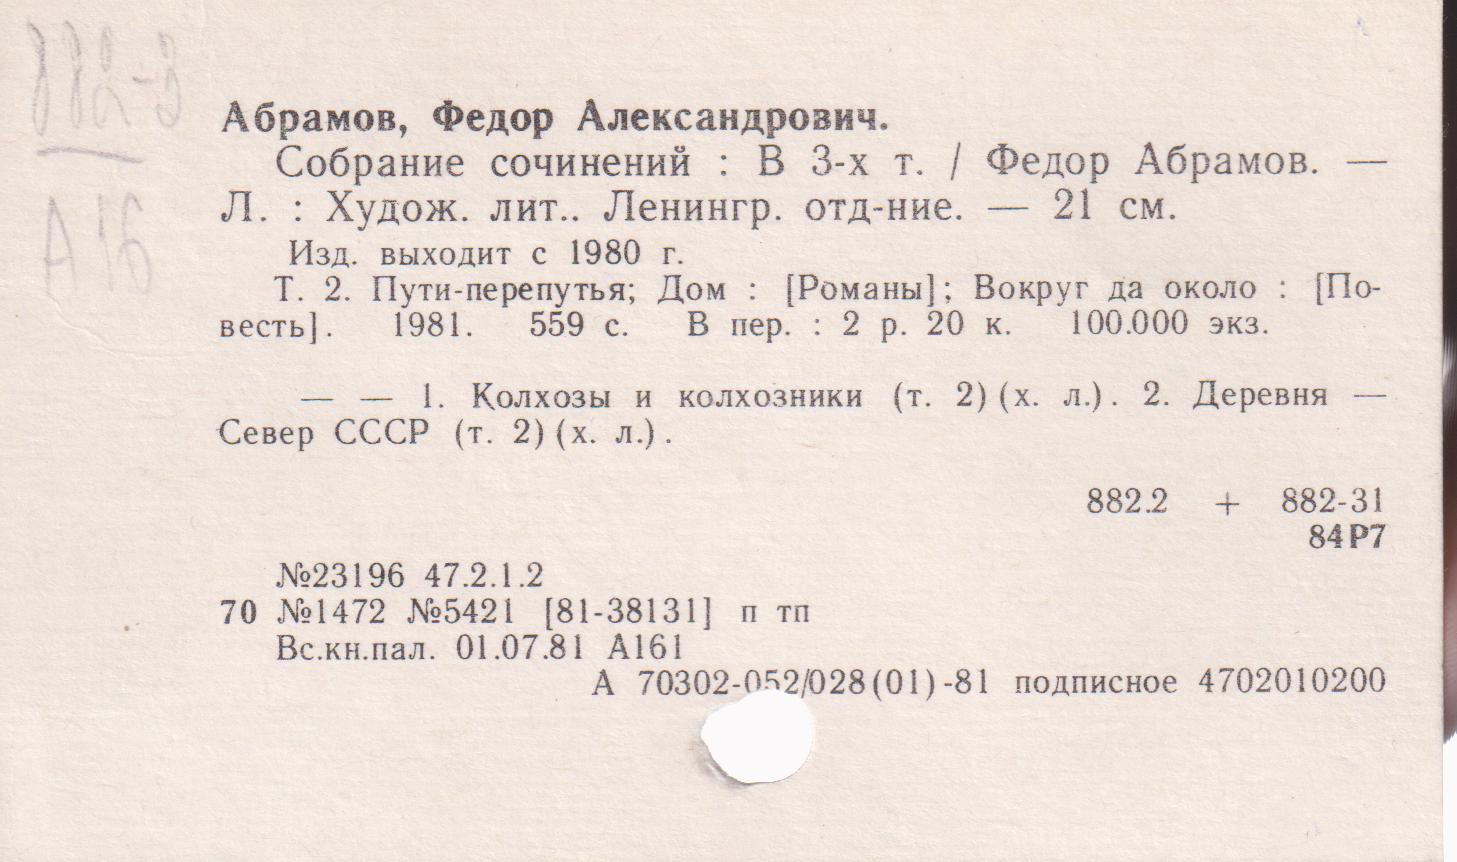 882-3
А16
Абрамов, Федор Александрович.
Собрание сочинений : В 3-х т. / Федор Абрамов. —
Л. : Худож. лит.. Ленингр. отд-ние. — 21 см.
Изд. выходит с 1980 г.
Т. 2. Пути-перепутья; Дом : [Романы]; Вокруг да около : [По-
весть]. 1981. 559 с. В пер. : 2 р. 20 к. 100.000 экз.
— — 1. Колхозы и колхозники (т. 2) (х. л.). 2. Деревня —
Север СССР (т. 2) (х. л.).
882.2 + 882-31
84Р7
№23196 47.2.1.2
70 №1472 №5421 [81-38131] п тп
Вс.кн.пал. 01.07.81 А161
А 70302-052/028(01)-81 подписное 4702010200